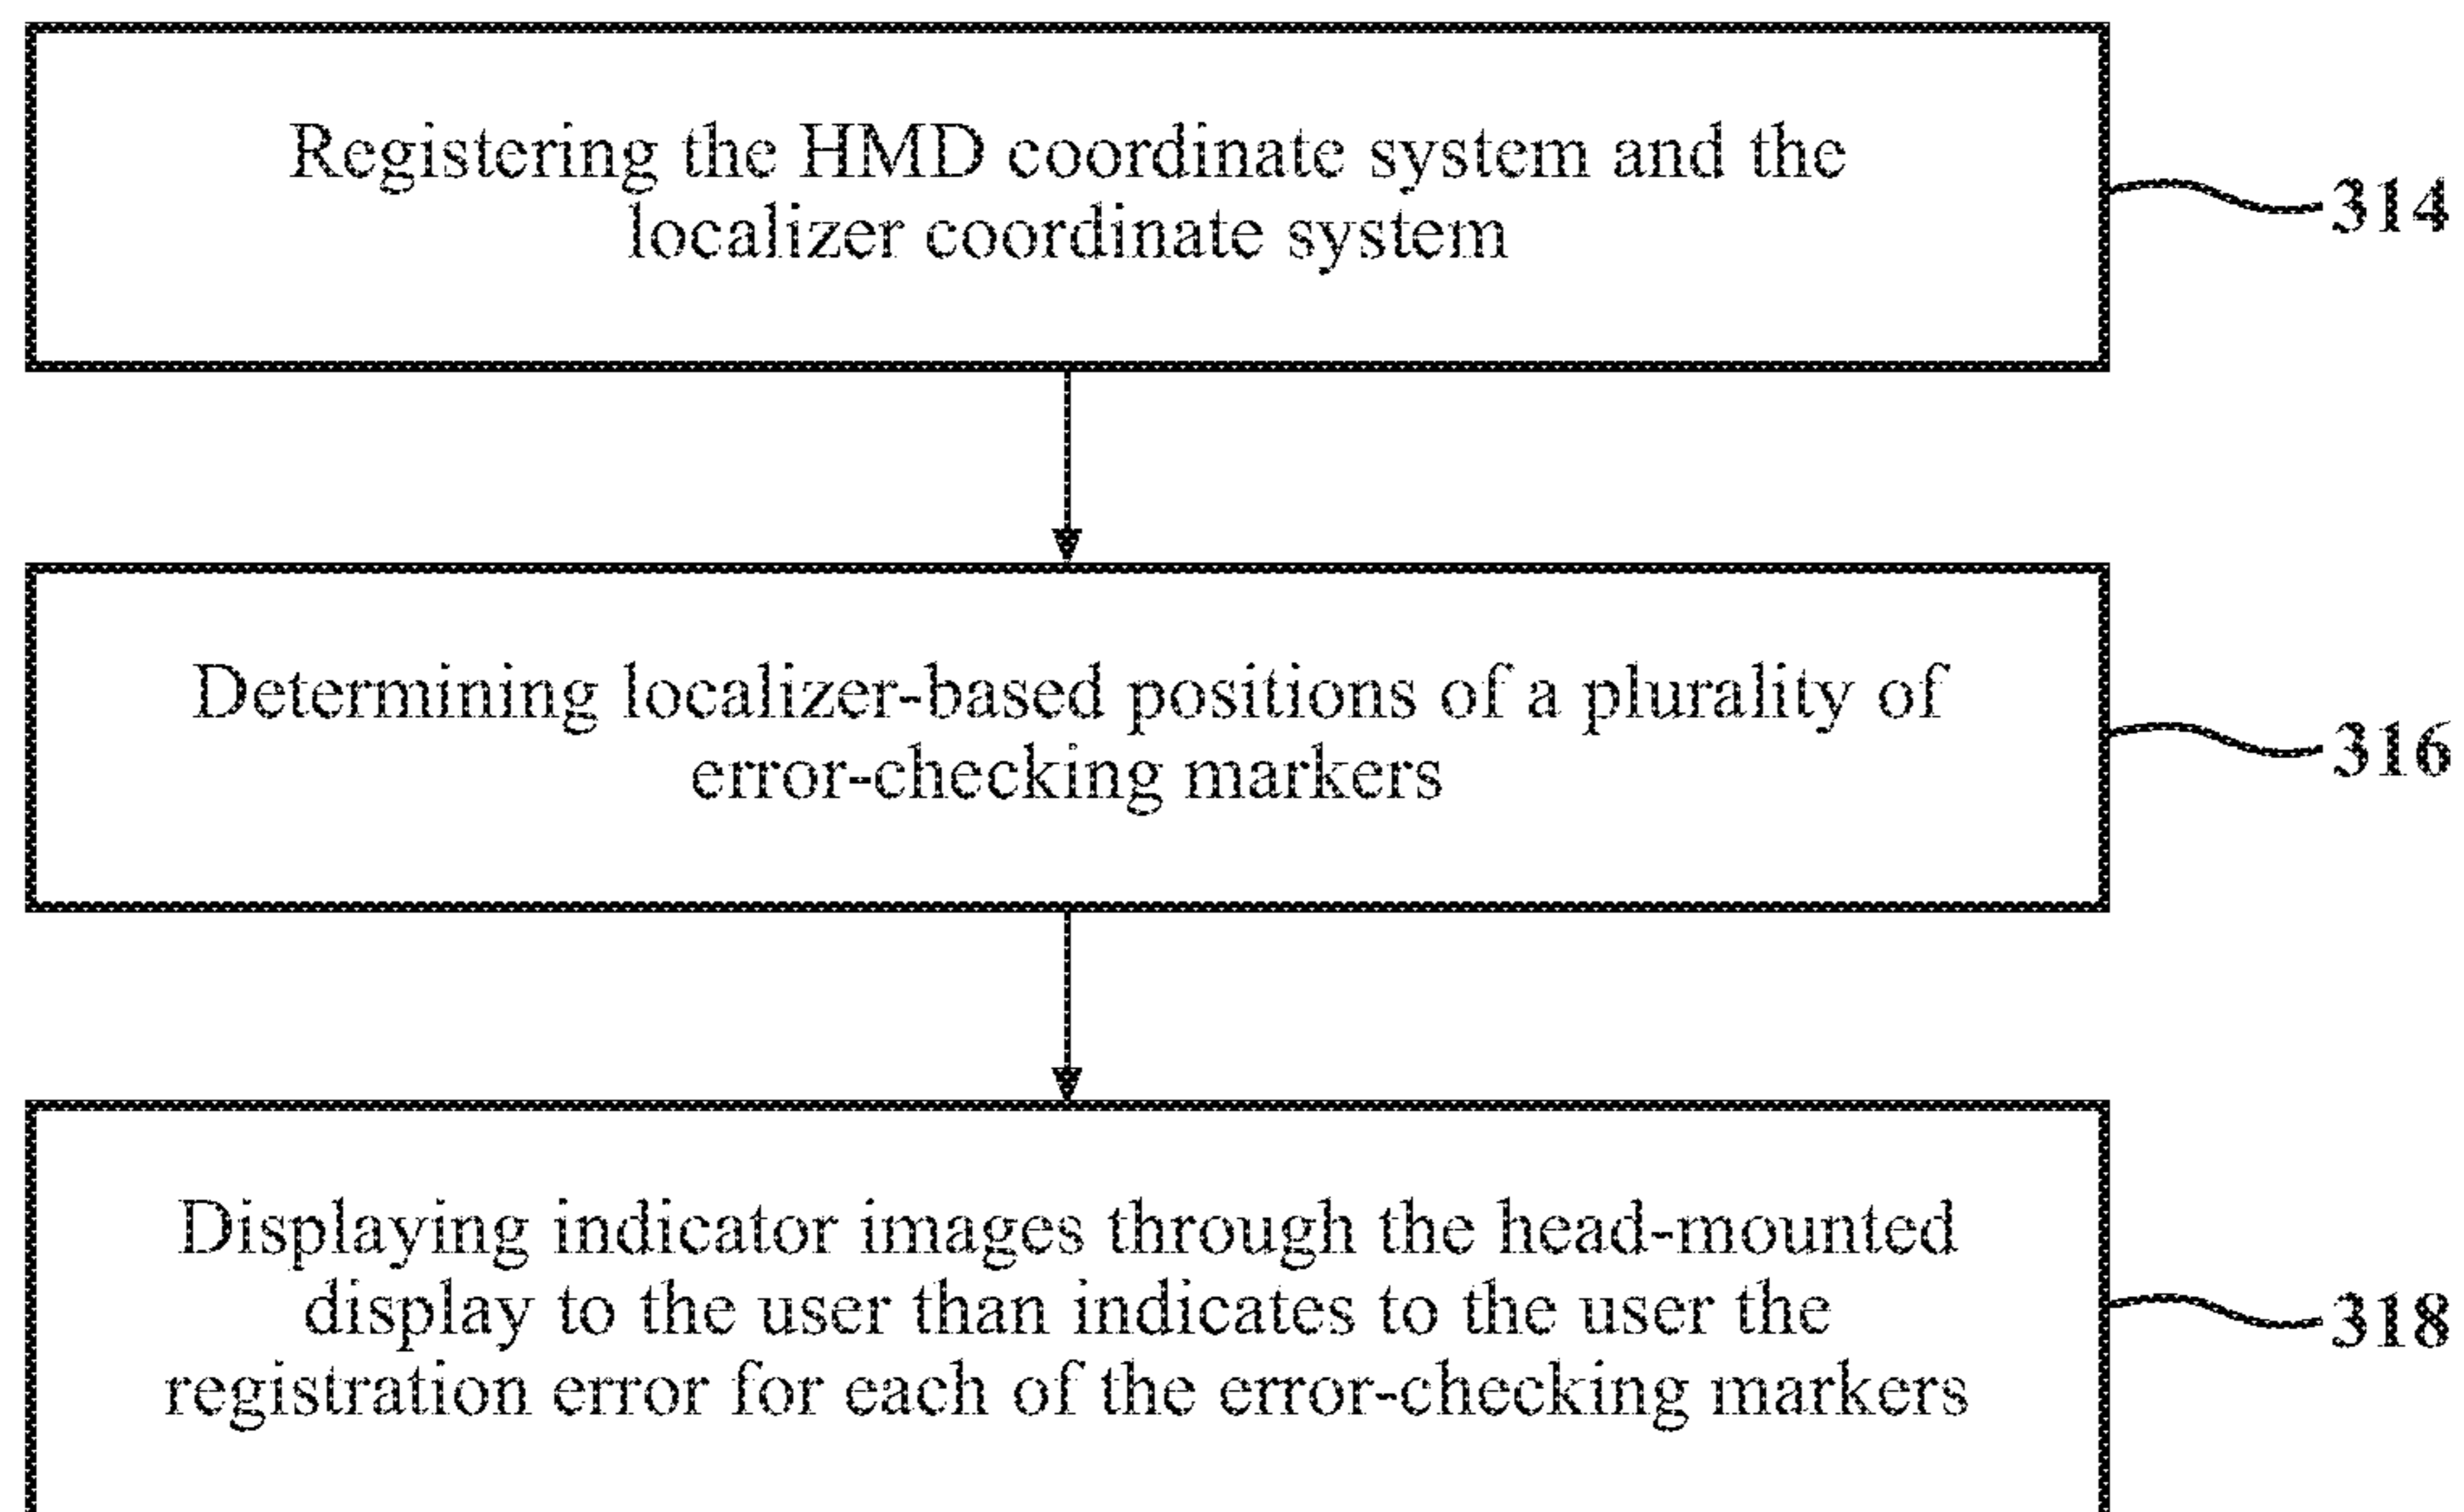 Registering the HMD coordinate system and the
localizer coordinate system
314
Determining localizer-based positions of a plurality of
error-checking markers
316
Displaying indicator images through the head-mounted
display to the user than indicates to the user the
registration error for each of the error-checking markers
318